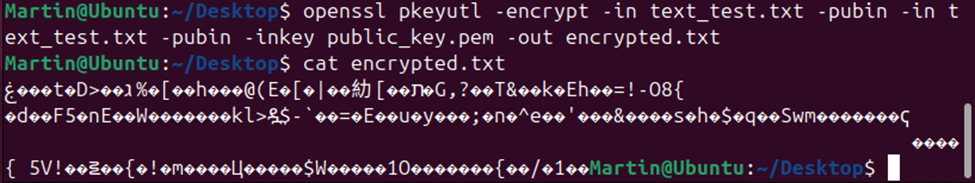 Martin@Ubuntu:~/Desktop$ openssl pkeyutl -encrypt -in text_test.txt -pubin -in t
ext_test.txt -pubin -inkey public_key.pem -out encrypted.txt
Martin@Ubuntu:~/Desktop$ cat encrypted.txt
���t�D>��ג%�[��h���@(E�[�|��紡[��ת�G,?��T&��k�Eh��=!-O8{
�d��F5�nE��W�������kl>$-`��=�E��u�y���;�n�^e��'���&����s�h�$�q��Swm�������ҁ
����
{ 5V!����{�!�m����Ц�����$W�����1O�������{��/�1��Martin@Ubuntu:~/Desktop$